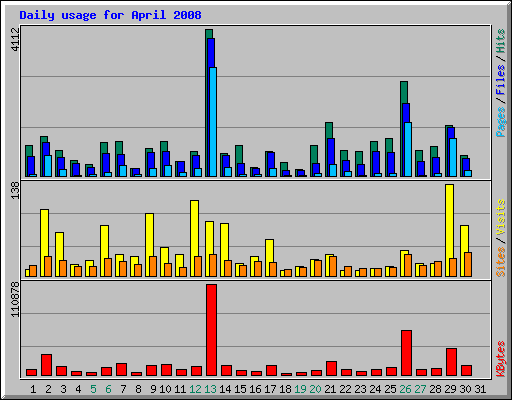 Daily usage for April 2008
4112
Pages / Files / Hits
138
Sites / Visits
110878
KBytes
1 2 3 4 5 6 7 8 9 10 11 12 13 14 15 16 17 18 19 20 21 22 23 24 25 26 27 28 29 30 31